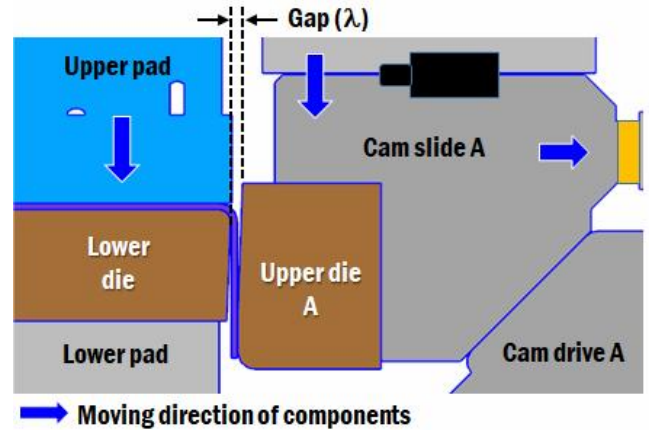 Gap (λ)
Upper pad
Cam slide A
Lower
die
Upper die
A
Lower pad
Cam drive A
Moving direction of components